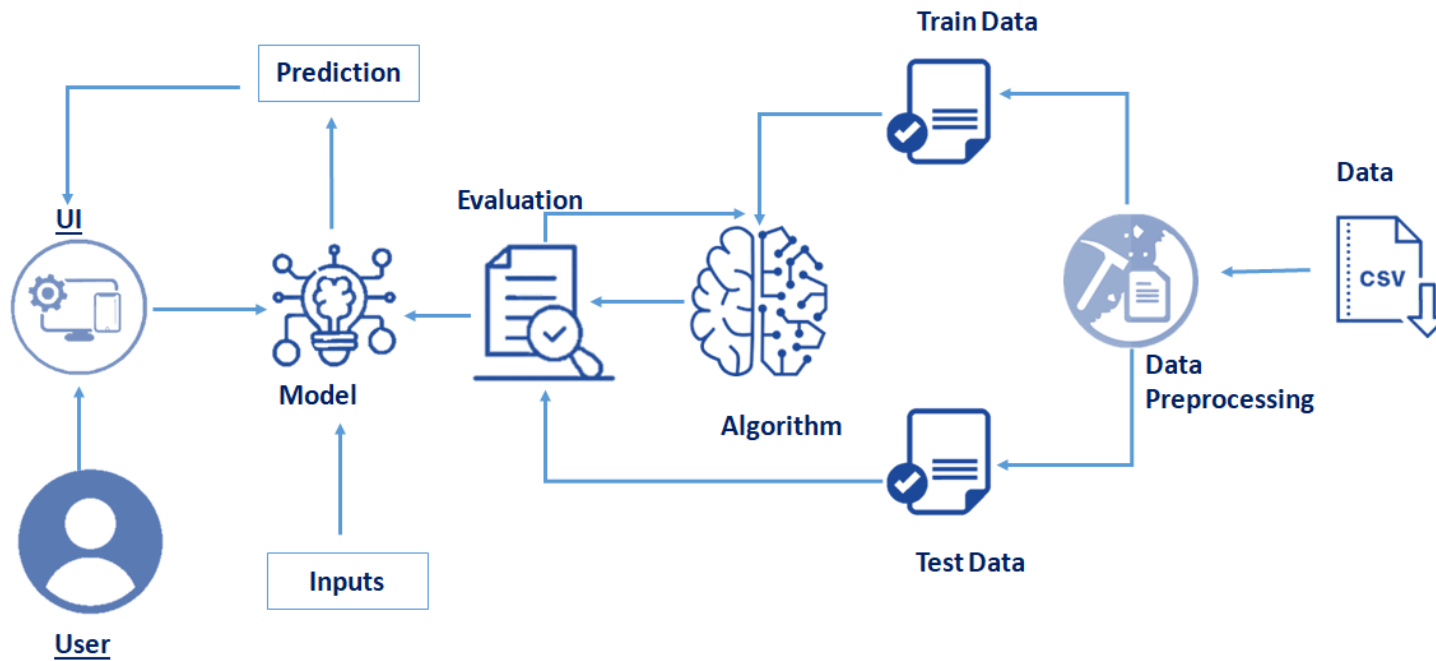 Train Data
Prediction
Data
Evaluation
UI
CSV
Data
Preprocessing
Model
Algorithm
Test Data
Inputs
User